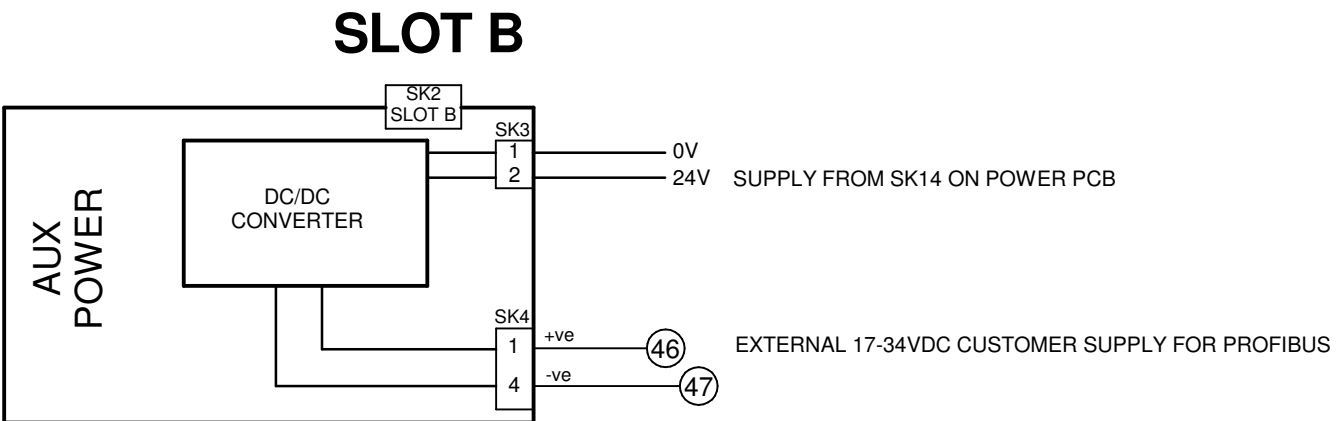 SLOT B
SK2
SLOT B
SK3
1
0V
2
24V SUPPLY FROM SK14 ON POWER PCB
DC/DC
CONVERTER
AUX
POWER
SK4
1
+ve
46
EXTERNAL 17-34VDC CUSTOMER SUPPLY FOR PROFIBUS
4
-ve
47